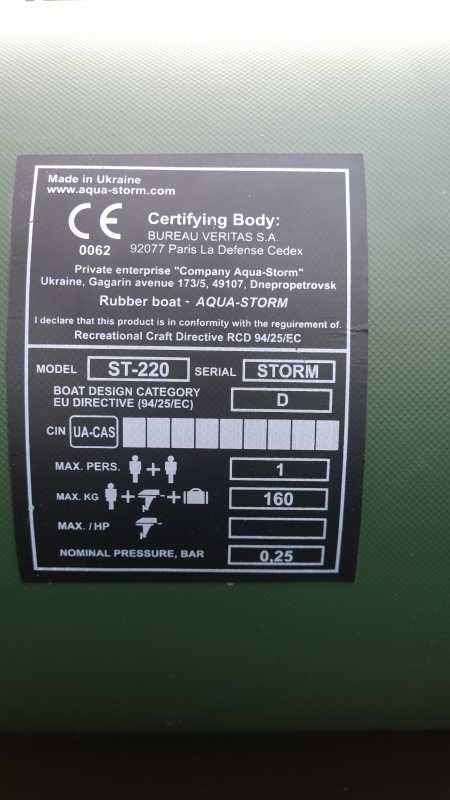 Made in Ukraine
www.aqua-storm.com
CE
0062
Certifying Body:
BUREAU VERITAS S.A.
92077 Paris La Defense Cedex
Private enterprise "Company Aqua-Storm"
Ukraine, Gagarin avenue 173/5, 49107, Dnepropetrovsk
Rubber boat - AQUA-STORM
I declare that this product is in conformity with the reguirement of.
Recreational Craft Directive RCD 94/25/EC
MODEL ST-220 SERIAL STORM
BOAT DESIGN CATEGORY
EU DIRECTIVE (94/25/EC) D
CIN UA-CAS
MAX. PERS. + 1
MAX. KG + + 160
MAX. / HP
NOMINAL PRESSURE, BAR 0,25